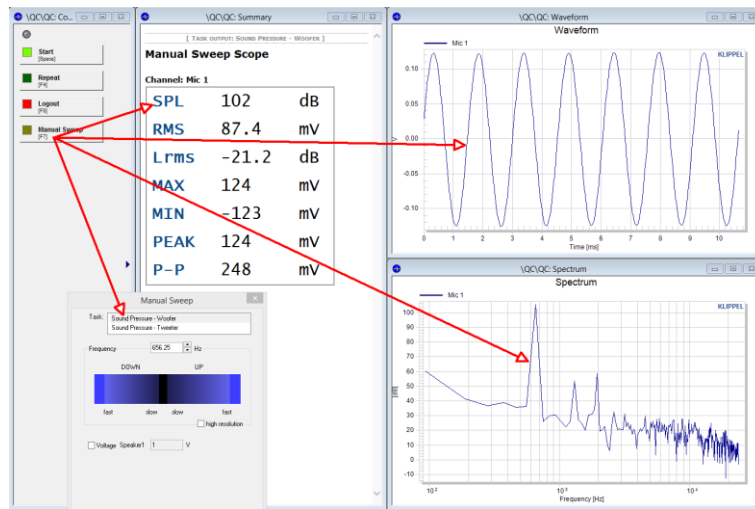 \QC\QC: Co...
Start
[Space]
Repeat
[F4]
Logout
[F6]
Manual Sweep
[F7]
\QC\QC: Summary
[ Task output: Sound Pressure - Woofer ]
Manual Sweep Scope
Channel: Mic 1
SPL 102 dB
RMS 87.4 mV
Lrms -21.2 dB
MAX 124 mV
MIN -123 mV
PEAK 124 mV
P-P 248 mV
Manual Sweep
Task: Sound Pressure - Woofer
Sound Pressure - Tweeter
Frequency 656.25 Hz
DOWN UP
fast slow slow fast
high resolution
Voltage Speaker1 1 V
\QC\QC: Waveform
Waveform
Mic 1
KLIPPEL
0.10
0.05
0.00
-0.05
-0.10
[V]
0 1 2 3 4 5 6 7 8 9 10
Time [ms]
\QC\QC: Spectrum
Spectrum
Mic 1
KLIPPEL
100
90
80
70
60
50
40
30
20
10
0
-10
[dB]
10² 10³ 10⁴
Frequency [Hz]